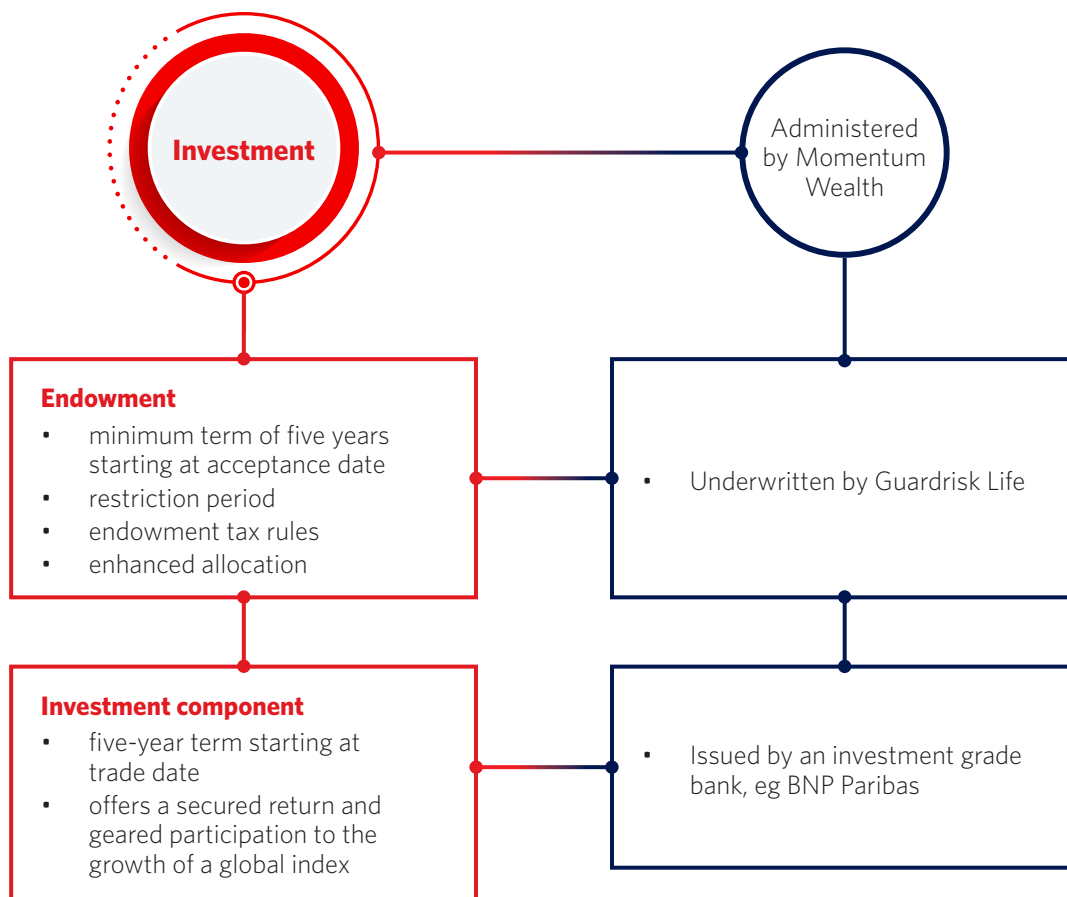 Investment
Administered
by Momentum
Wealth
Endowment
• minimum term of five years
starting at acceptance date
• restriction period
• endowment tax rules
• enhanced allocation
• Underwritten by Guardrisk Life
Investment component
• five-year term starting at
trade date
• offers a secured return and
geared participation to the
growth of a global index
• Issued by an investment grade
bank, eg BNP Paribas